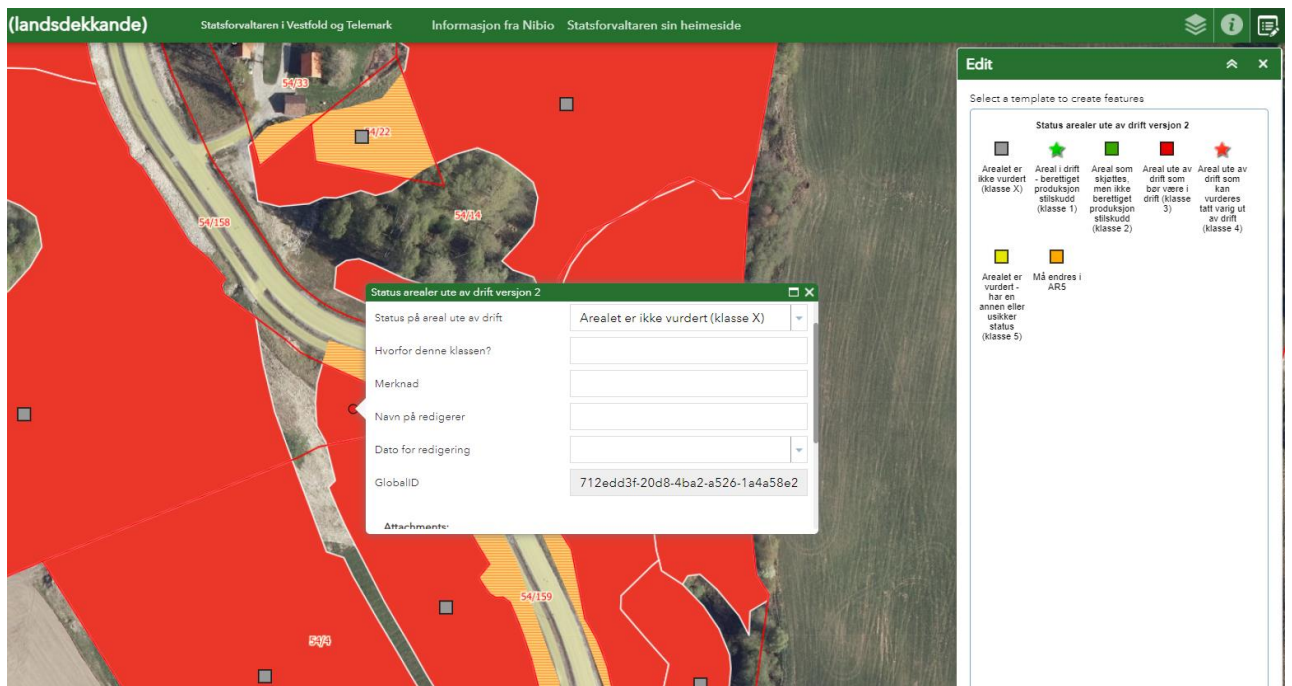 (landsdekkande) Statsforvaltaren i Vestfold og Telemark Informasjon fra Nibio Statsforvaltaren sin heimeside
Edit
Select a template to create features
Status arealer ute av drift versjon 2
Arealet er
ikke vurdert
(klasse X)
Areal i drift
- berettiget
produksjon
stilskudd
(klasse 1)
Areal som
skjøttes,
men ikke
berettiget
produksjon
stilskudd
(klasse 2)
Areal ute av
drift som
bør være i
drift (klasse
3)
Areal ute av
drift som
kan
vurderes
tatt varig ut
av drift
(klasse 4)
Arealet er
vurdert -
har en
annen eller
usikker
status
(klasse 5)
Må endres i
AR5
54/33
54/22
54/14
54/158
Status arealer ute av drift versjon 2
Status på areal ute av drift Arealet er ikke vurdert (klasse X)
Hvorfor denne klassen?
Merknad
Navn på redigerer
Dato for redigering
GlobalID 712edd3f-20d8-4ba2-a526-1a4a58e2
Attachments:
54/159
54/4